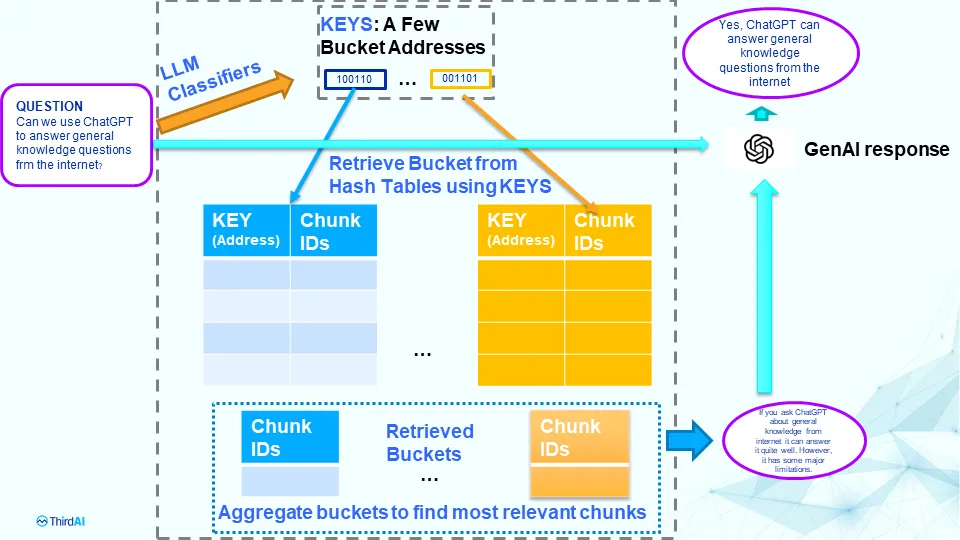 KEYS: A Few
Bucket Addresses
100110 ... 001101
LLM
Classifiers
QUESTION
Can we use ChatGPT
to answer general
knowledge questions
frm the internet?
Yes, ChatGPT can
answer general
knowledge
questions from the
internet
GenAI response
Retrieve Bucket from
Hash Tables using KEYS
KEY
(Address)
Chunk
IDs
KEY
(Address)
Chunk
IDs
...
Chunk
IDs
Retrieved
Buckets
...
Chunk
IDs
Aggregate buckets to find most relevant chunks
If you ask ChatGPT
about general
knowledge from
internet it can answer
it quite well. However,
it has some major
limitations.
ThirdAI